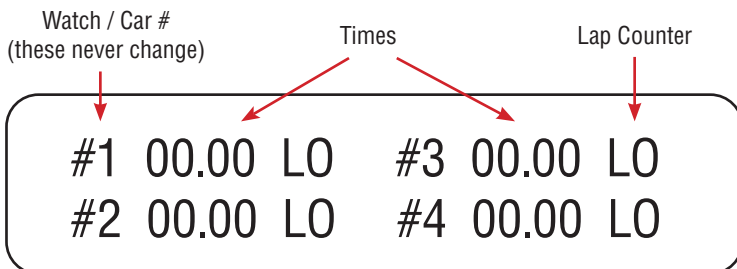 Watch / Car #
(these never change)
Times
Lap Counter
#1 00.00 LO #3 00.00 LO
#2 00.00 LO #4 00.00 LO